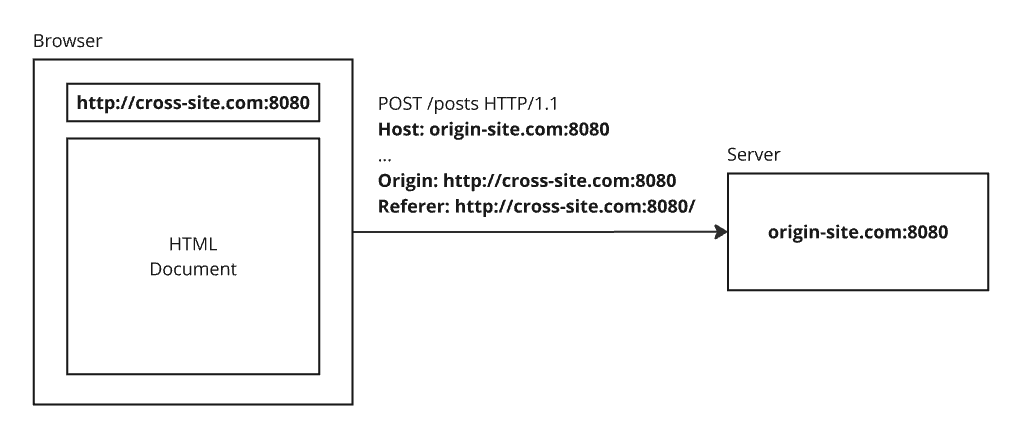 Browser
http://cross-site.com:8080
POST /posts HTTP/1.1
Host: origin-site.com:8080
...
Origin: http://cross-site.com:8080
Referer: http://cross-site.com:8080/
HTML
Document
Server
origin-site.com:8080